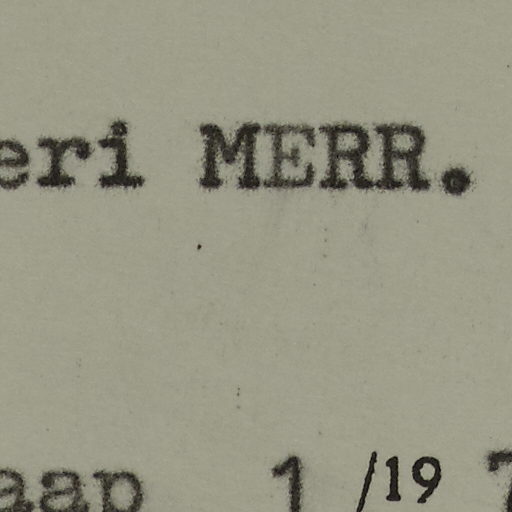 eri MERR.
aap 1 /19 7